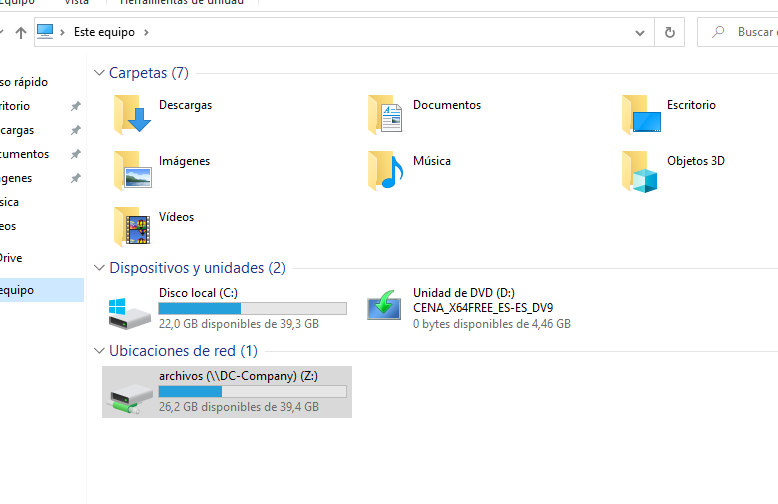 Equipo Vista Herramientas de unidad
Este equipo
Buscar e
so rápido
ritorio
cargas
cumentos
ágenes
sica
eos
Drive
equipo
Carpetas (7)
Descargas
Documentos
Escritorio
Imágenes
Música
Objetos 3D
Vídeos
Dispositivos y unidades (2)
Disco local (C:)
22,0 GB disponibles de 39,3 GB
Unidad de DVD (D:)
CENA_X64FREE_ES-ES_DV9
0 bytes disponibles de 4,46 GB
Ubicaciones de red (1)
archivos (\\DC-Company) (Z:)
26,2 GB disponibles de 39,4 GB